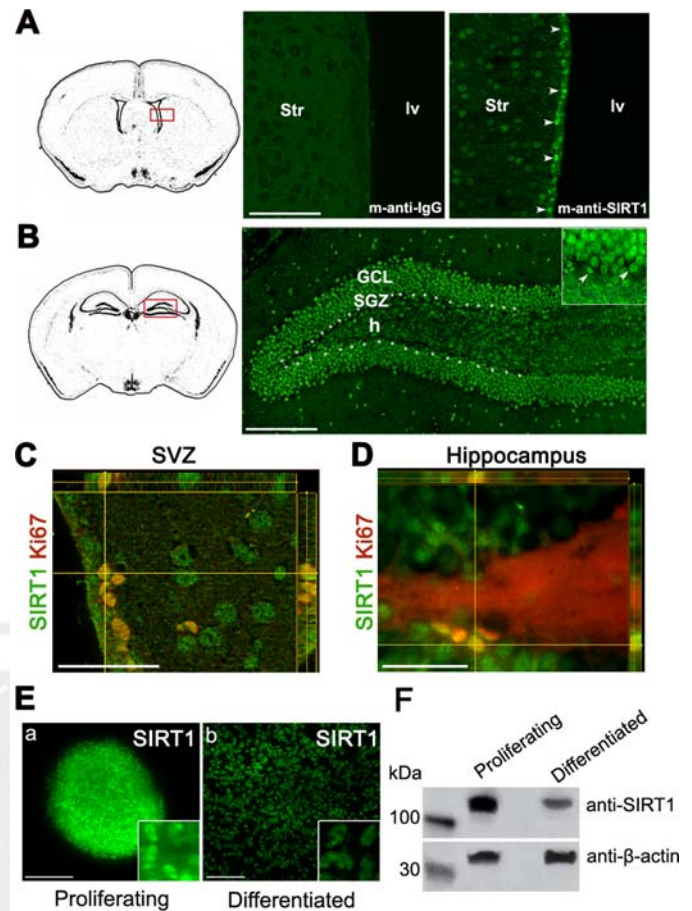 A
Str
lv
m-anti-IgG
Str
lv
m-anti-SIRT1
B
GCL
SGZ
h
C
SVZ
SIRT1 Ki67
D
Hippocampus
SIRT1 Ki67
E
a
SIRT1
b
SIRT1
Proliferating
Differentiated
F
Proliferating
Differentiated
kDa
100
anti-SIRT1
30
anti-β-actin